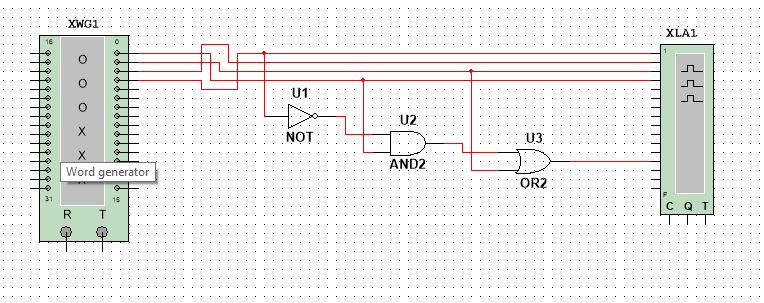 XWG1
XLA1
16 0
1
O
O
O
X
X
X
Word generator
31 15
R T
U1
NOT
U2
AND2
U3
OR2
F
C Q T